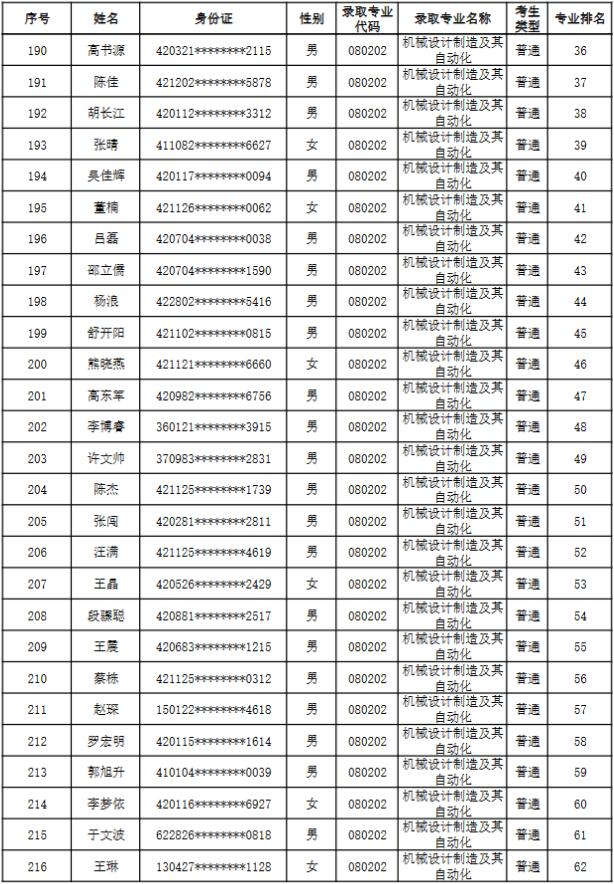 序号 姓名 身份证 性别 录取专业代码 录取专业名称 考生类型 专业排名
190 高书源 420321********2115 男 080202 机械设计制造及其自动化 普通 36
191 陈佳 421202********5878 男 080202 机械设计制造及其自动化 普通 37
192 胡长江 420112********3312 男 080202 机械设计制造及其自动化 普通 38
193 张晴 411082********6627 女 080202 机械设计制造及其自动化 普通 39
194 吴佳辉 420117********0094 男 080202 机械设计制造及其自动化 普通 40
195 董楠 421126********0062 女 080202 机械设计制造及其自动化 普通 41
196 吕磊 420704********0038 男 080202 机械设计制造及其自动化 普通 42
197 邵立儒 420704********1590 男 080202 机械设计制造及其自动化 普通 43
198 杨浪 422802********5416 男 080202 机械设计制造及其自动化 普通 44
199 舒开阳 421102********0815 男 080202 机械设计制造及其自动化 普通 45
200 熊晓燕 421121********6660 女 080202 机械设计制造及其自动化 普通 46
201 高东军 420982********6756 男 080202 机械设计制造及其自动化 普通 47
202 李博睿 360121********3915 男 080202 机械设计制造及其自动化 普通 48
203 许文帅 370983********2831 男 080202 机械设计制造及其自动化 普通 49
204 陈杰 421125********1739 男 080202 机械设计制造及其自动化 普通 50
205 张闯 420281********2811 男 080202 机械设计制造及其自动化 普通 51
206 汪满 421125********4619 男 080202 机械设计制造及其自动化 普通 52
207 王晶 420526********2429 女 080202 机械设计制造及其自动化 普通 53
208 段骥聪 420881********2517 男 080202 机械设计制造及其自动化 普通 54
209 王震 420683********1215 男 080202 机械设计制造及其自动化 普通 55
210 蔡栋 421125********0312 男 080202 机械设计制造及其自动化 普通 56
211 赵琛 150122********4618 男 080202 机械设计制造及其自动化 普通 57
212 罗宏明 420115********1614 男 080202 机械设计制造及其自动化 普通 58
213 郭旭升 410104********0039 男 080202 机械设计制造及其自动化 普通 59
214 李梦依 420116********6927 女 080202 机械设计制造及其自动化 普通 60
215 于文波 622826********0818 男 080202 机械设计制造及其自动化 普通 61
216 王琳 130427********1128 女 080202 机械设计制造及其自动化 普通 62